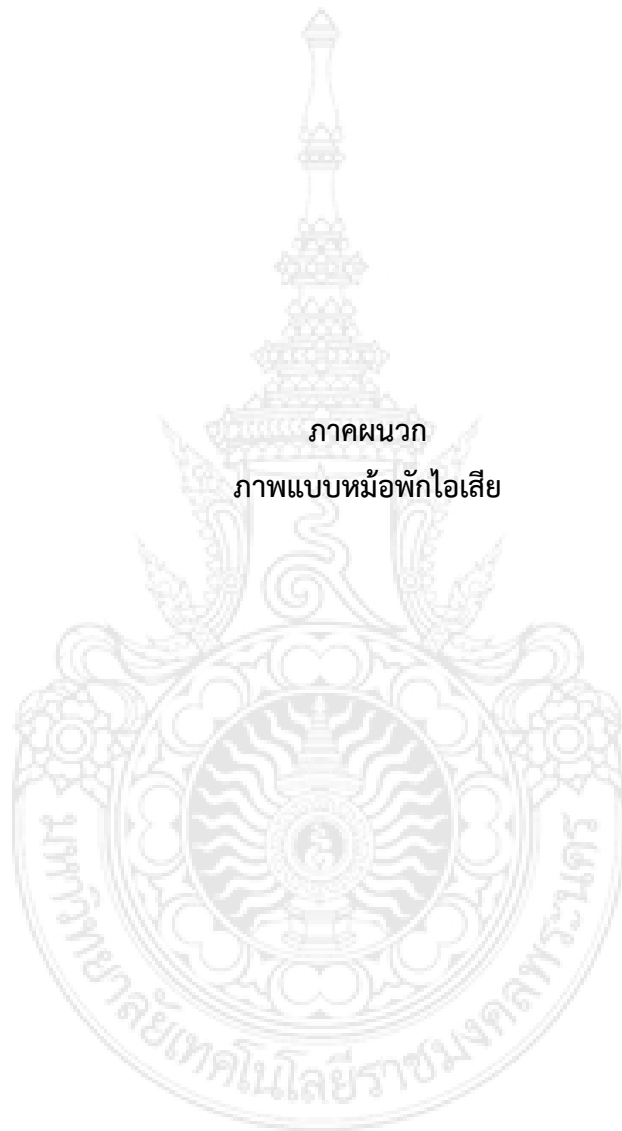 ภาคผนวก
ภาพแบบหม้อพักไอเสีย
มหาวิทยาลัยเทคโนโลยีราชมงคลพระนคร